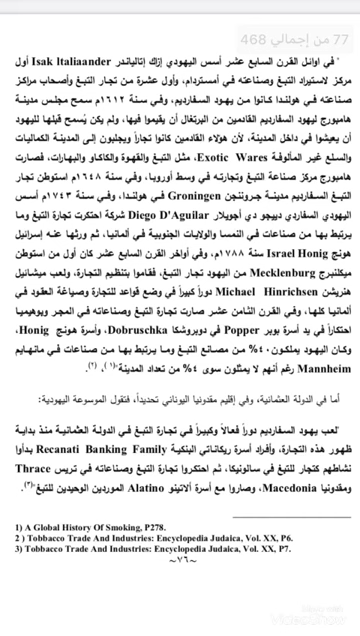 77 من إجمالي 468
"في اوائل القرن السابع عشر أسس اليهودي إزاك إتالياندر Isak Italiaander أول
مركز لاستيراد التبغ وصناعته في أمستردام، وأول عشرة من تجار التبغ وأصحاب مراكز
صناعته في هولندا كانوا من يهود السفارديم، وفي سنة ١٦١٢م سمح مجلس مدينة
هامبورج ليهود السفارديم القادمين من البرتغال أن يقيموا فيها، ولم يكن يُسمح قبلها لليهود
أن يعيشوا في داخل المدينة، لأن هؤلاء القادمين كانوا تجاراً ويجلبون إلى المدينة الكماليات
والسلع غير المألوفة Exotic Wares، مثل التبغ والقهوة والكاكاو والبهارات، فصارت
هامبورج مركز صناعة التبغ وتجارته في وسط أوروبا، وفي سنة ١٦٤٨م استوطن تجار
التبغ السفارديم مدينة جروننجن Groningen في هولندا، وفي سنة ١٧٤٣م أسس
اليهودي السفاردي دييجو دي أجويلار Diego D'Aguilar شركة احتكرت تجارة التبغ وما
يرتبط بها من صناعات في النمسا والولايات الجنوبية في ألمانيا، ثم ورثها عنه إسرائيل
هونج Israel Honig سنة ١٧٨٨م، وفي أواخر القرن السابع عشر كان أول من استوطن
ميكلنبرج Mecklenburg من اليهود تجار التبغ، فقاموا بتنظيم التجارة، ولعب ميشائيل
هنريشن Michael Hinrichsen دوراً كبيراً في وضع قواعد للتجارة وصياغة العقود في
ألمانيا كلها، وفي القرن الثامن عشر صارت تجارة التبغ وصناعاته في المجر وبوهيميا
احتكاراً في يد أسرة بوبر Popper في دوبروشكا Dobruschka، وأسرة هونج Honig،
وكان اليهود يملكون ٤٠% من مصانع التبغ وما يرتبط بها من صناعات في مانهايم
Mannheim رغم أنهم لا يمثلون سوى ٤% من تعداد المدينة"(١)، (٢).
أما في الدولة العثمانية، وفي إقليم مقدونيا اليوناني تحديداً، فتقول الموسوعة اليهودية:
"لعب يهود السفارديم دوراً فعالاً وكبيراً في تجارة التبغ في الدولة العثمانية منذ بداية
ظهور هذه التجارة، وأفراد أسرة ريكاناتي البنكية Recanati Banking Family بدأوا
نشاطهم كتجار للتبغ في سالونيكا، ثم احتكروا تجارة التبغ وصناعاته في تريس Thrace
ومقدونيا Macedonia، وصاروا مع أسرة ألاتينو Alatino الموردين الوحيدين للتبغ"(٣).
1) A Global History Of Smoking, P278.
2 ) Tobbacco Trade And Industries: Encyclopedia Judaica, Vol. XX, P6.
3) Tobbacco Trade And Industries: Encyclopedia Judaica, Vol. XX, P7.
~٧٦~
Made With
VideoShow